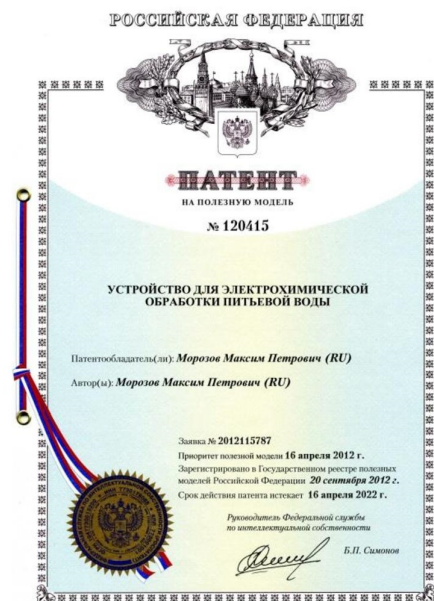 РОССИЙСКАЯ ФЕДЕРАЦИЯ
ПАТЕНТ
НА ПОЛЕЗНУЮ МОДЕЛЬ
№ 120415
УСТРОЙСТВО ДЛЯ ЭЛЕКТРОХИМИЧЕСКОЙ
ОБРАБОТКИ ПИТЬЕВОЙ ВОДЫ
Патентообладатель(ли): Морозов Максим Петрович (RU)
Автор(ы): Морозов Максим Петрович (RU)
Заявка № 2012115787
Приоритет полезной модели 16 апреля 2012 г.
Зарегистрировано в Государственном реестре полезных
моделей Российской Федерации 20 сентября 2012 г.
Срок действия патента истекает 16 апреля 2022 г.
Руководитель Федеральной службы
по интеллектуальной собственности
Б.П. Симонов